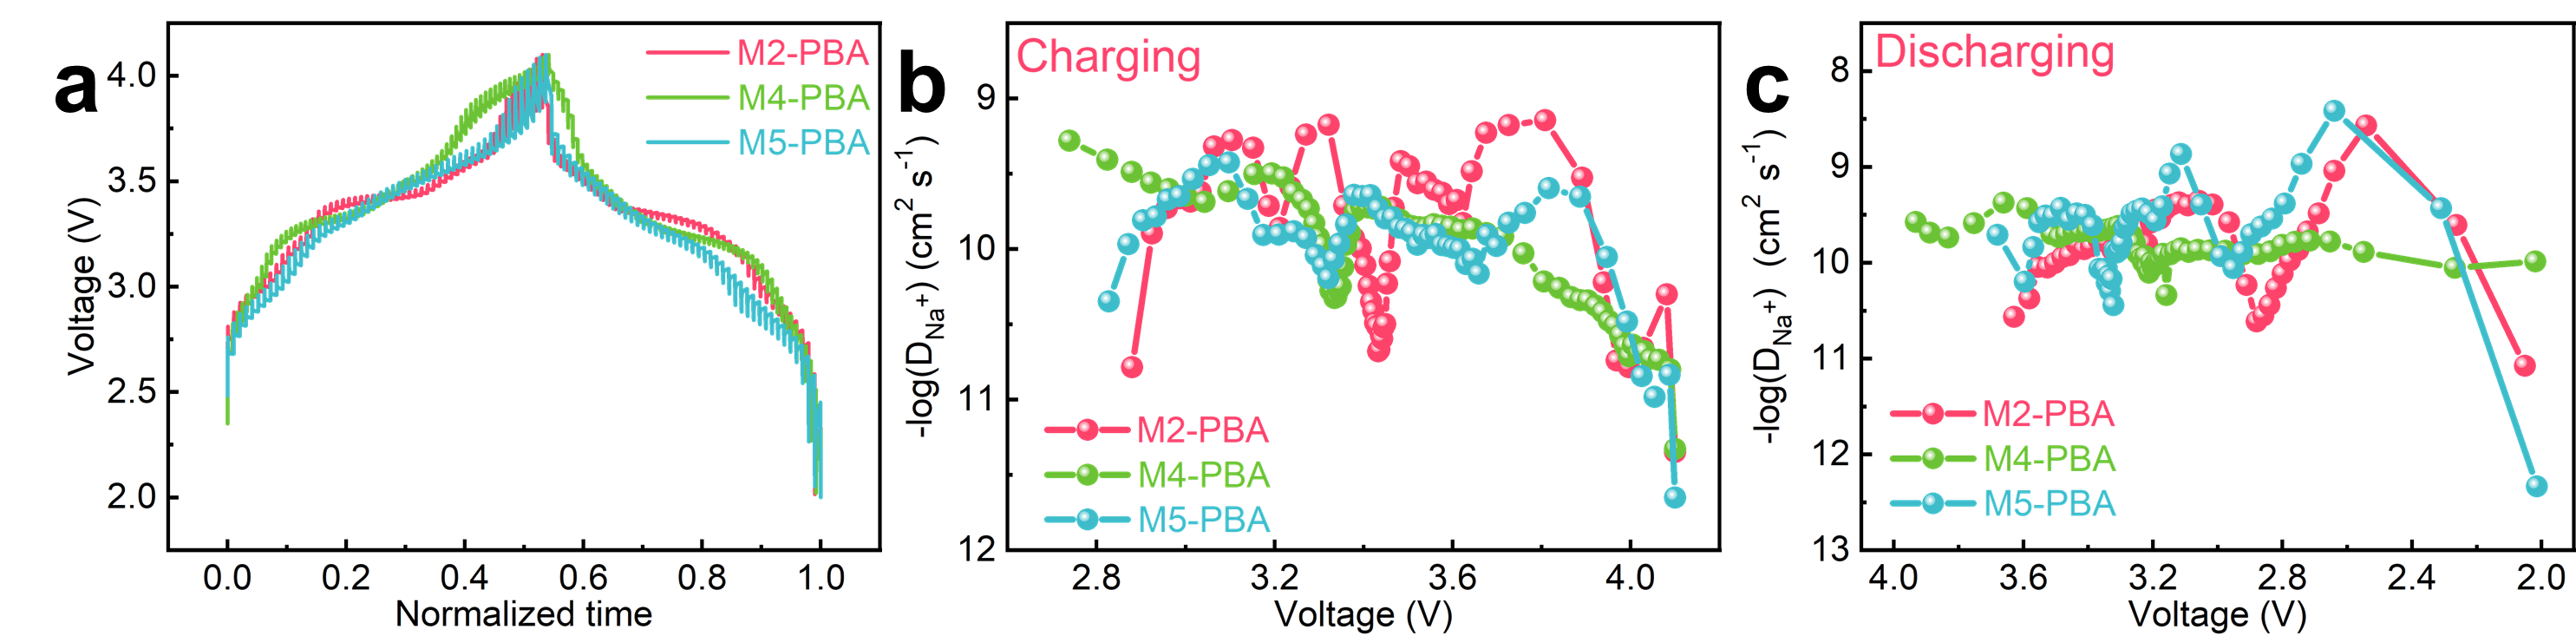 a
M2-PBA
M4-PBA
M5-PBA
4.0
3.5
3.0
2.5
2.0
Voltage (V)
0.0 0.2 0.4 0.6 0.8 1.0
Normalized time
b
Charging
9
10
11
12
-log(D_Na⁺) (cm² s⁻¹)
M2-PBA
M4-PBA
M5-PBA
2.8 3.2 3.6 4.0
Voltage (V)
c
Discharging
8
9
10
11
12
13
-log(D_Na⁺) (cm² s⁻¹)
M2-PBA
M4-PBA
M5-PBA
4.0 3.6 3.2 2.8 2.4 2.0
Voltage (V)